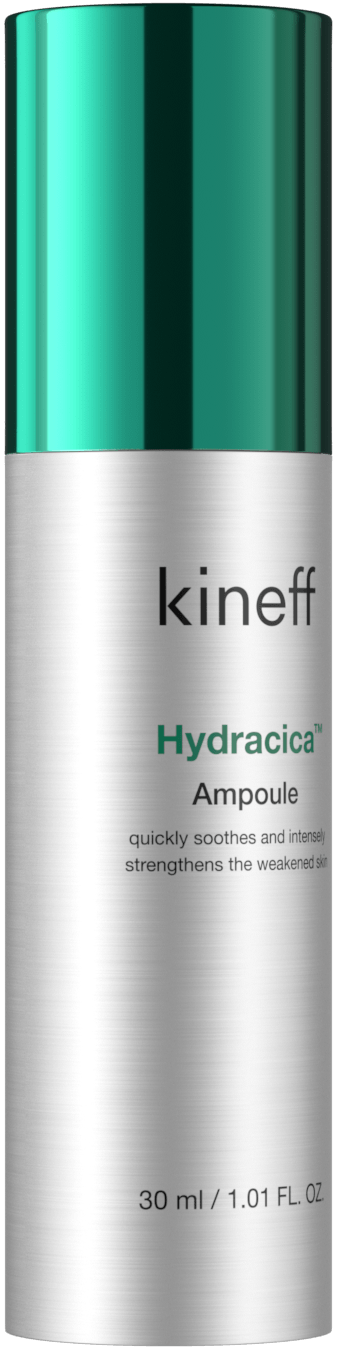 kineff
Hydracica™
Ampoule
quickly soothes and intensely
strengthens the weakened skin
30 ml / 1.01 FL. OZ.